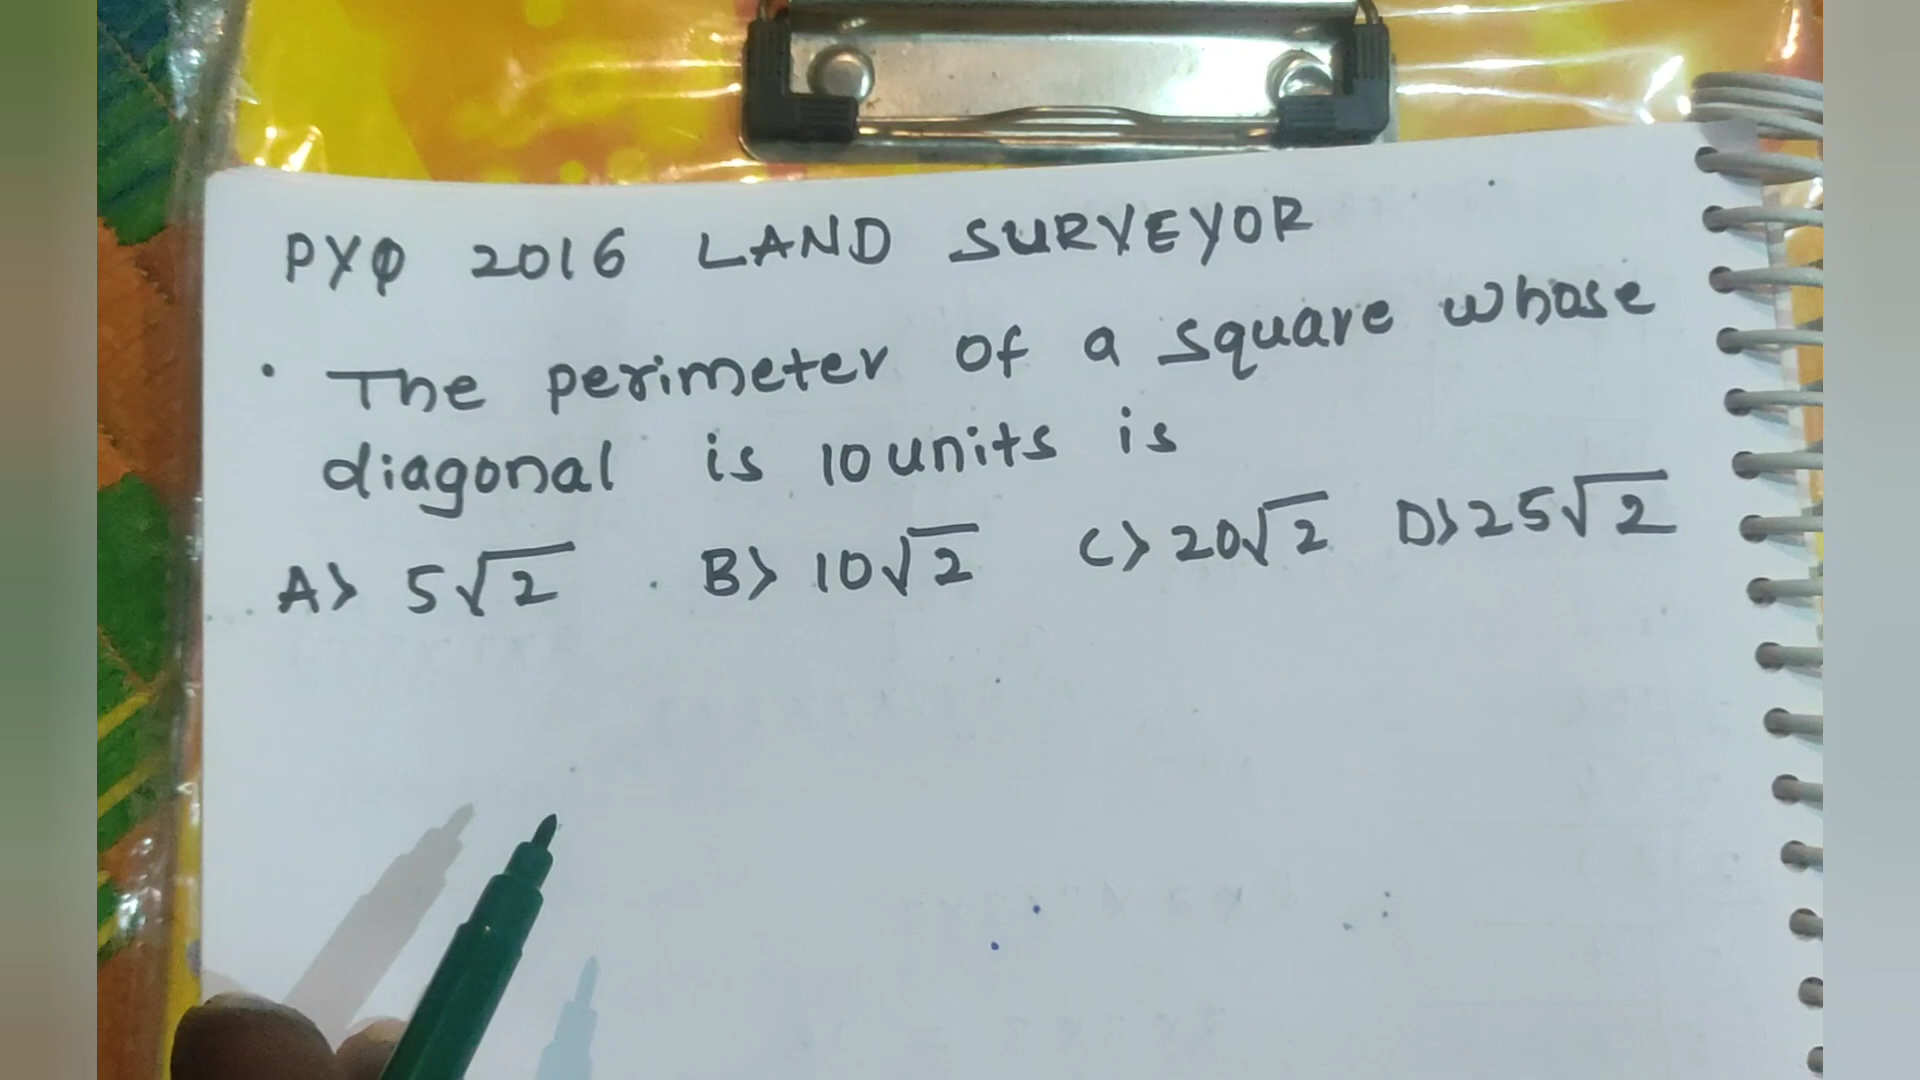 PYQ 2016 LAND SURVEYOR
• The perimeter of a square whose
diagonal is 10 units is
A> 5√2 B> 10√2 C> 20√2 D> 25√2